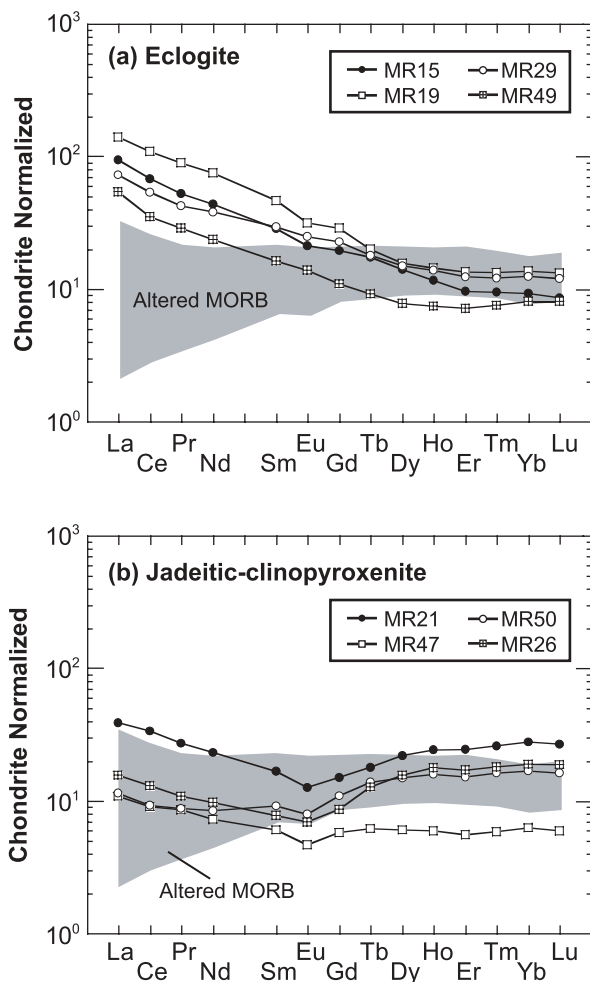 (a) Eclogite
MR15 MR29
MR19 MR49
Chondrite Normalized
10³
10²
10¹
10⁰
Altered MORB
La Ce Pr Nd Sm Eu Gd Tb Dy Ho Er Tm Yb Lu
(b) Jadeitic-clinopyroxenite
MR21 MR50
MR47 MR26
Chondrite Normalized
10³
10²
10¹
10⁰
Altered MORB
La Ce Pr Nd Sm Eu Gd Tb Dy Ho Er Tm Yb Lu